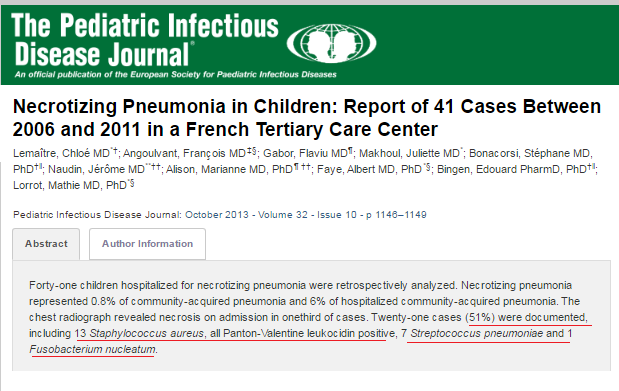 The Pediatric Infectious
Disease Journal®
An official publication of the European Society for Paediatric Infectious Diseases
Necrotizing Pneumonia in Children: Report of 41 Cases Between
2006 and 2011 in a French Tertiary Care Center
Lemaître, Chloé MD*†; Angoulvant, François MD‡§; Gabor, Flaviu MD¶; Makhoul, Juliette MD*; Bonacorsi, Stéphane MD,
PhD†‖; Naudin, Jérôme MD**††; Alison, Marianne MD, PhD¶ ††; Faye, Albert MD, PhD*§; Bingen, Edouard PharmD, PhD†‖;
Lorrot, Mathie MD, PhD*§
Pediatric Infectious Disease Journal: October 2013 - Volume 32 - Issue 10 - p 1146–1149
Abstract
Author Information
Forty-one children hospitalized for necrotizing pneumonia were retrospectively analyzed. Necrotizing pneumonia
represented 0.8% of community-acquired pneumonia and 6% of hospitalized community-acquired pneumonia. The
chest radiograph revealed necrosis on admission in onethird of cases. Twenty-one cases (51%) were documented,
including 13 Staphylococcus aureus, all Panton-Valentine leukocidin positive, 7 Streptococcus pneumoniae and 1
Fusobacterium nucleatum.